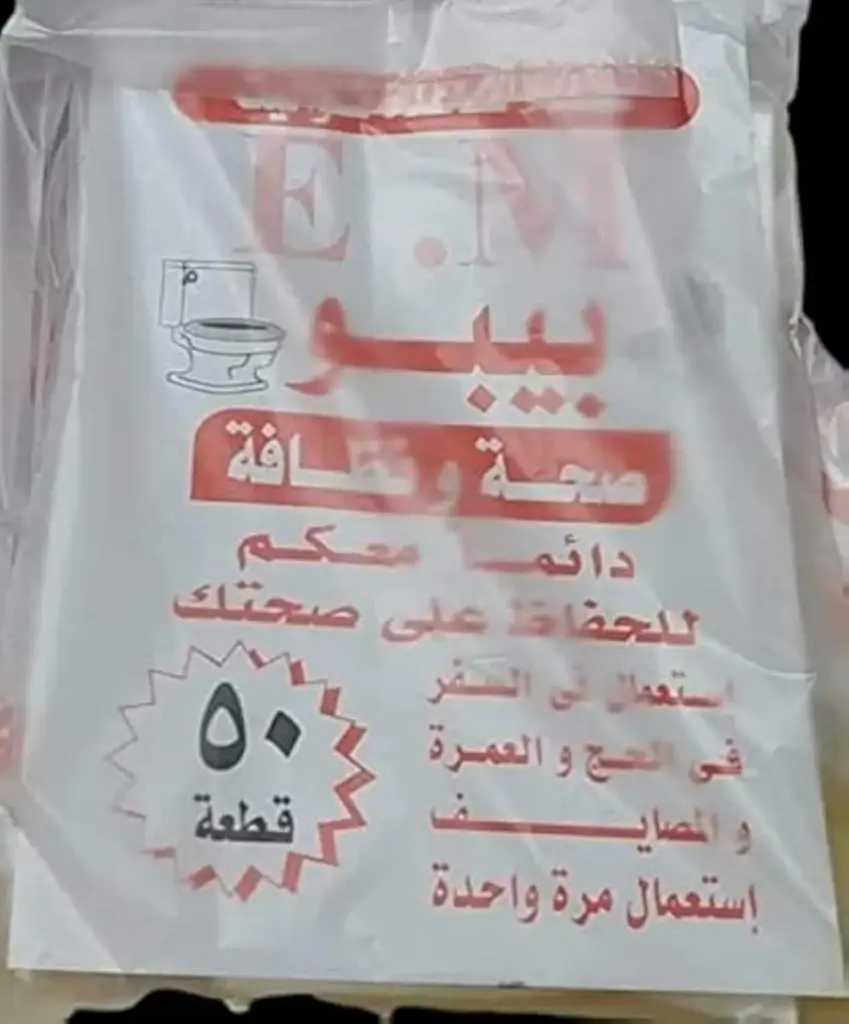 E.M
بيبو
صحة ونظافة
دائما معكم
للحفاظ على صحتك
إستعمال فى السفر
فى الحج و العمرة
و المصايف
إستعمال مرة واحدة
٥٠
قطعة